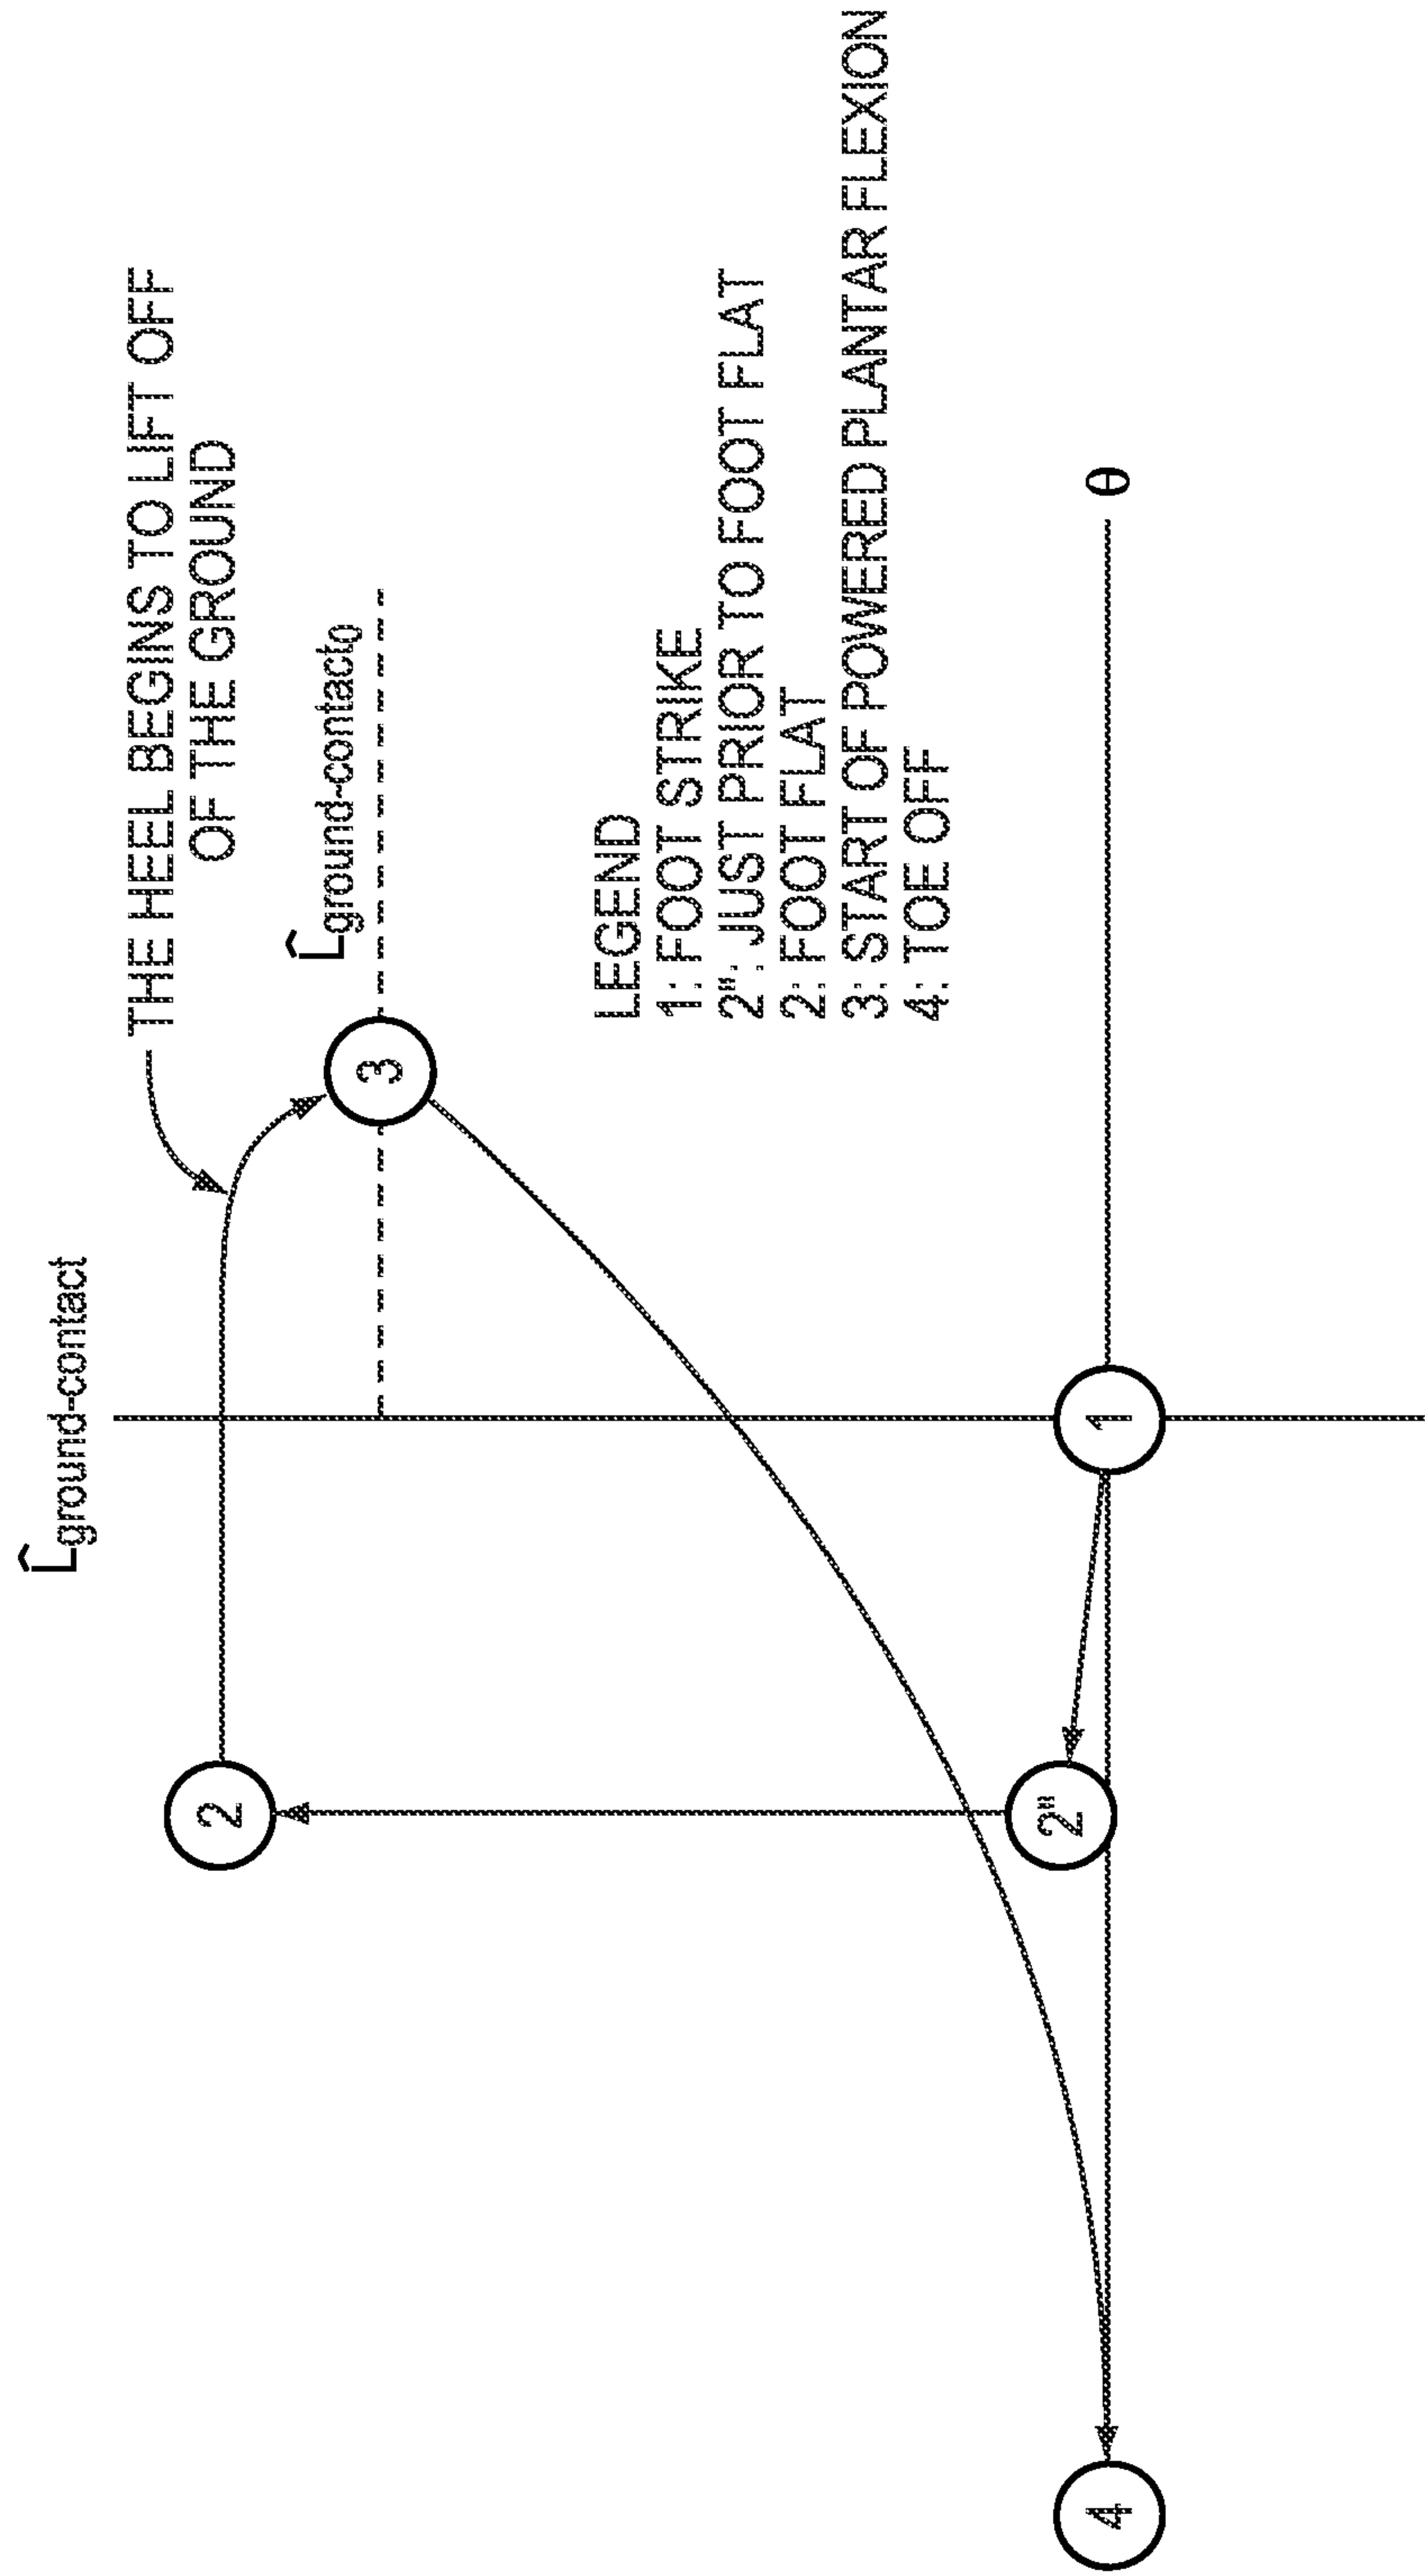 L̂ground-contact
THE HEEL BEGINS TO LIFT OFF
OF THE GROUND
L̂ground-contact0
2
3
LEGEND
1: FOOT STRIKE
2": JUST PRIOR TO FOOT FLAT
2: FOOT FLAT
3: START OF POWERED PLANTAR FLEXION
4: TOE OFF
2"
4
1
θ